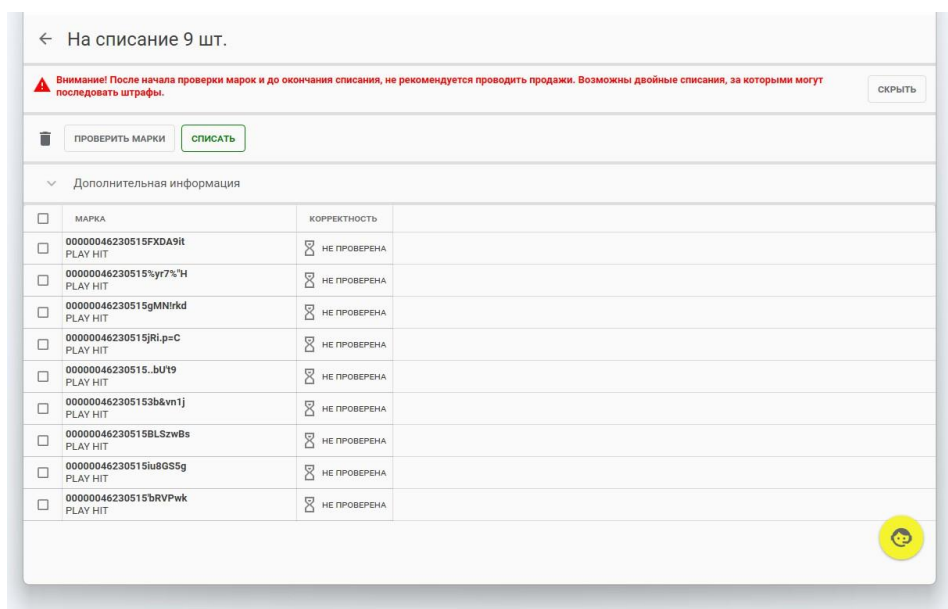 На списание 9 шт.
Внимание! После начала проверки марок и до окончания списания, не рекомендуется проводить продажи. Возможны двойные списания, за которыми могут
последовать штрафы.
СКРЫТЬ
ПРОВЕРИТЬ МАРКИ СПИСАТЬ
Дополнительная информация
МАРКА КОРРЕКТНОСТЬ
00000046230515FXDA9it
PLAY HIT
НЕ ПРОВЕРЕНА
00000046230515%yr7%"H
PLAY HIT
НЕ ПРОВЕРЕНА
00000046230515gMN!rkd
PLAY HIT
НЕ ПРОВЕРЕНА
00000046230515jRi.p=C
PLAY HIT
НЕ ПРОВЕРЕНА
00000046230515..bU't9
PLAY HIT
НЕ ПРОВЕРЕНА
000000462305153b&vn1j
PLAY HIT
НЕ ПРОВЕРЕНА
00000046230515BLSzwBs
PLAY HIT
НЕ ПРОВЕРЕНА
00000046230515iu8GS5g
PLAY HIT
НЕ ПРОВЕРЕНА
00000046230515'bRVPwk
PLAY HIT
НЕ ПРОВЕРЕНА